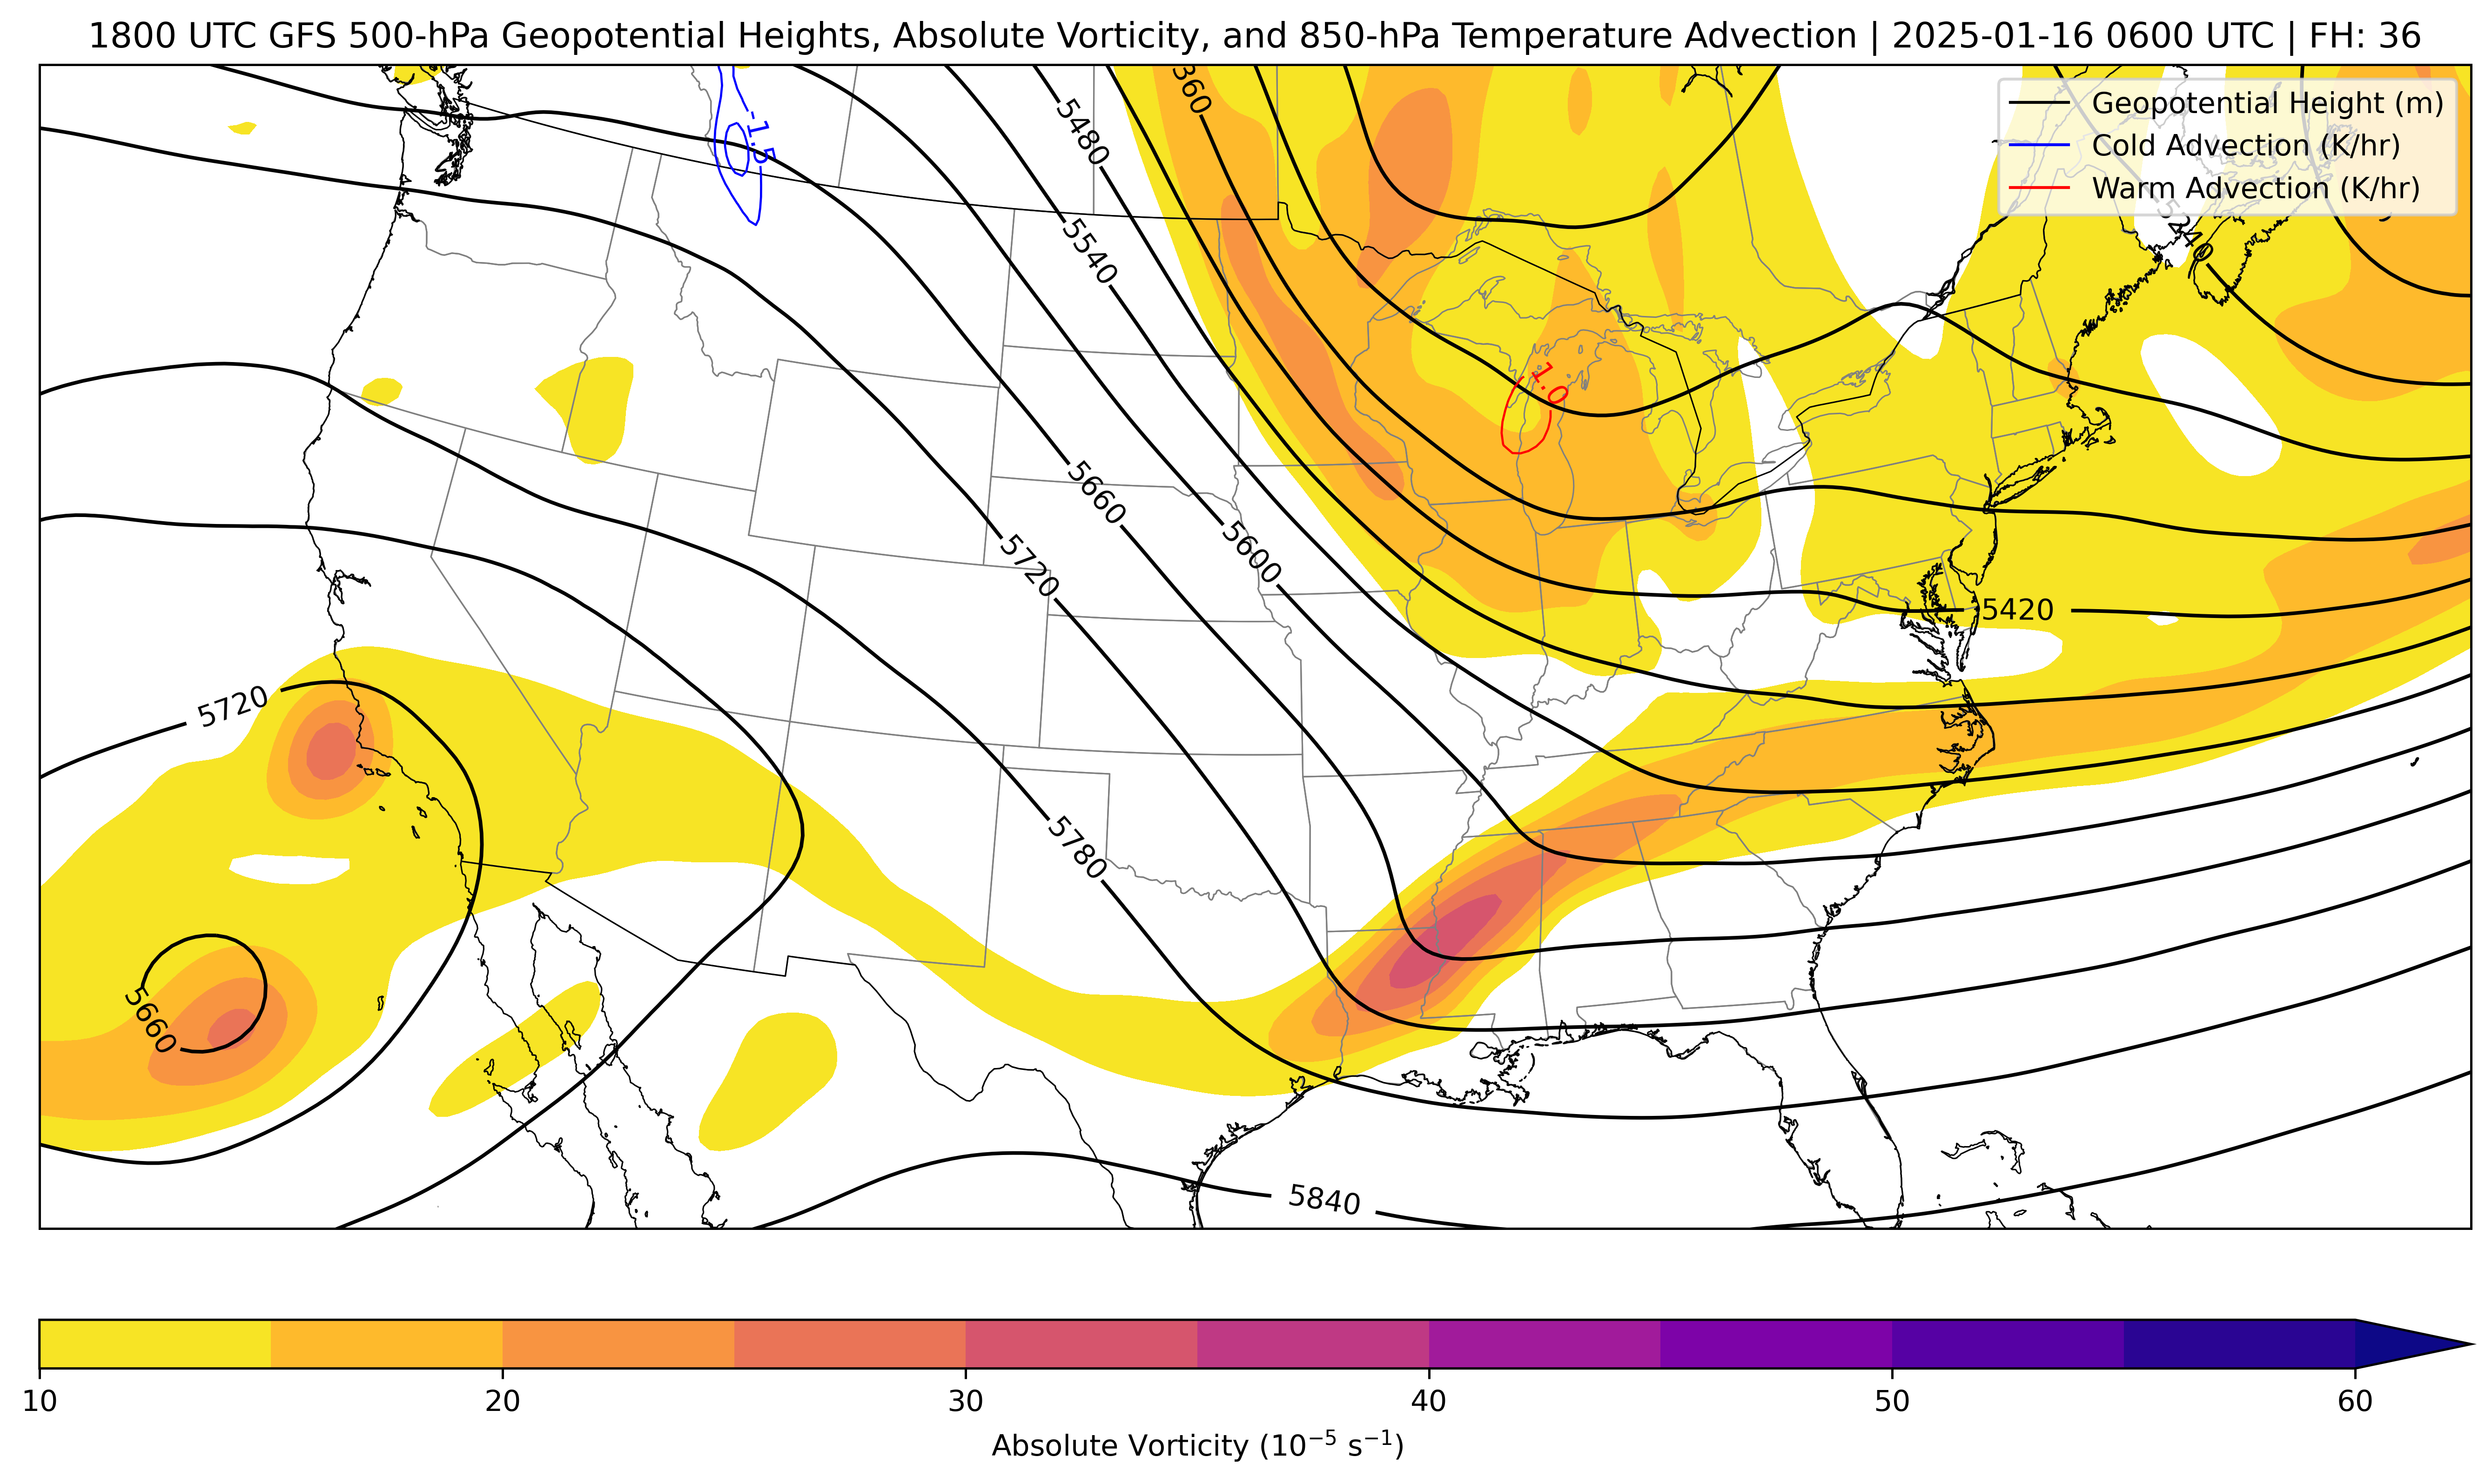 1800 UTC GFS 500-hPa Geopotential Heights, Absolute Vorticity, and 850-hPa Temperature Advection | 2025-01-16 0600 UTC | FH: 36
Geopotential Height (m)
Cold Advection (K/hr)
Warm Advection (K/hr)
-1.5
5480
5540
5240
1.0
5660
5600
5720
5420
5720
5780
5660
5840
10 20 30 40 50 60
Absolute Vorticity (10⁻⁵ s⁻¹)